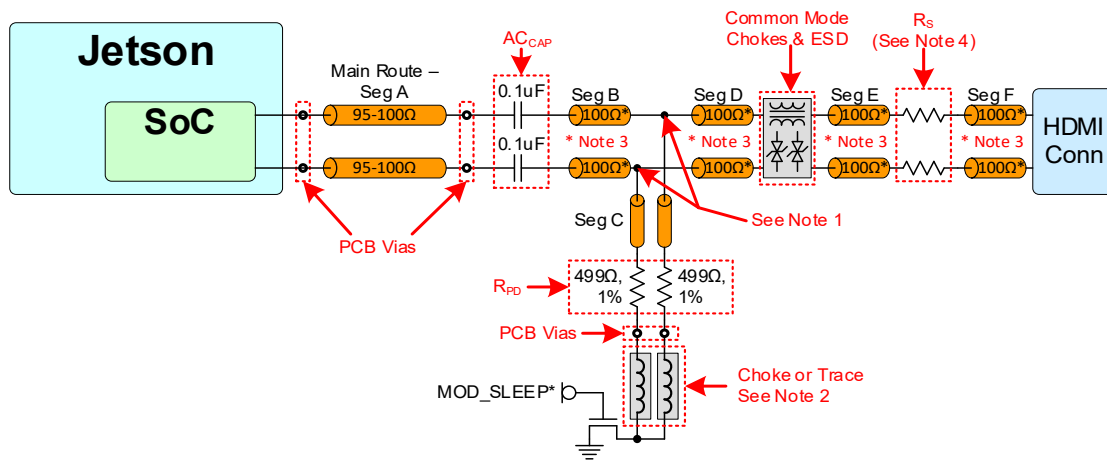 Jetson
SoC
Main Route –
Seg A
95-100Ω
95-100Ω
PCB Vias
ACCAP
0.1uF
0.1uF
Seg B
100Ω*
* Note 3
100Ω*
Seg C
Seg D
100Ω*
* Note 3
100Ω*
See Note 1
Common Mode
Chokes & ESD
Seg E
100Ω*
* Note 3
100Ω*
RS
(See Note 4)
Seg F
100Ω*
* Note 3
100Ω*
HDMI
Conn
RPD
499Ω,
1%
499Ω,
1%
PCB Vias
Choke or Trace
See Note 2
MOD_SLEEP*